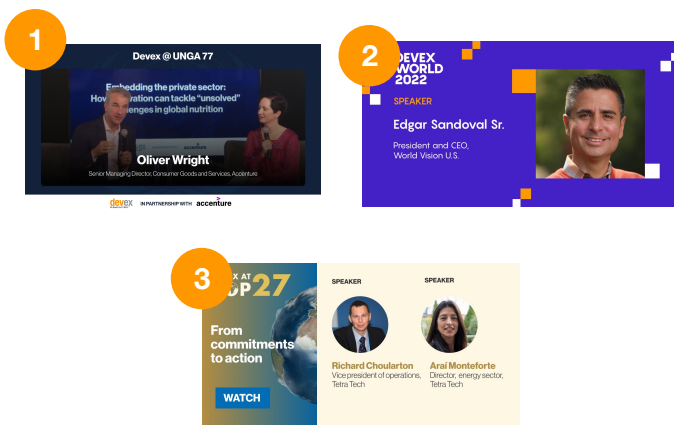 1
Devex @ UNGA 77
Embedding the private sector:
How innovation can tackle “unsolved”
challenges in global nutrition
Oliver Wright
Senior Managing Director, Consumer Goods and Services, Accenture
devex IN PARTNERSHIP WITH accenture
2
DEVEX
WORLD
2022
SPEAKER
Edgar Sandoval Sr.
President and CEO,
World Vision U.S.
3
X AT
P27
From
commitments
to action
WATCH
SPEAKER SPEAKER
Richard Choularton Araí Monteforte
Vice president of operations, Director, energy sector,
Tetra Tech Tetra Tech